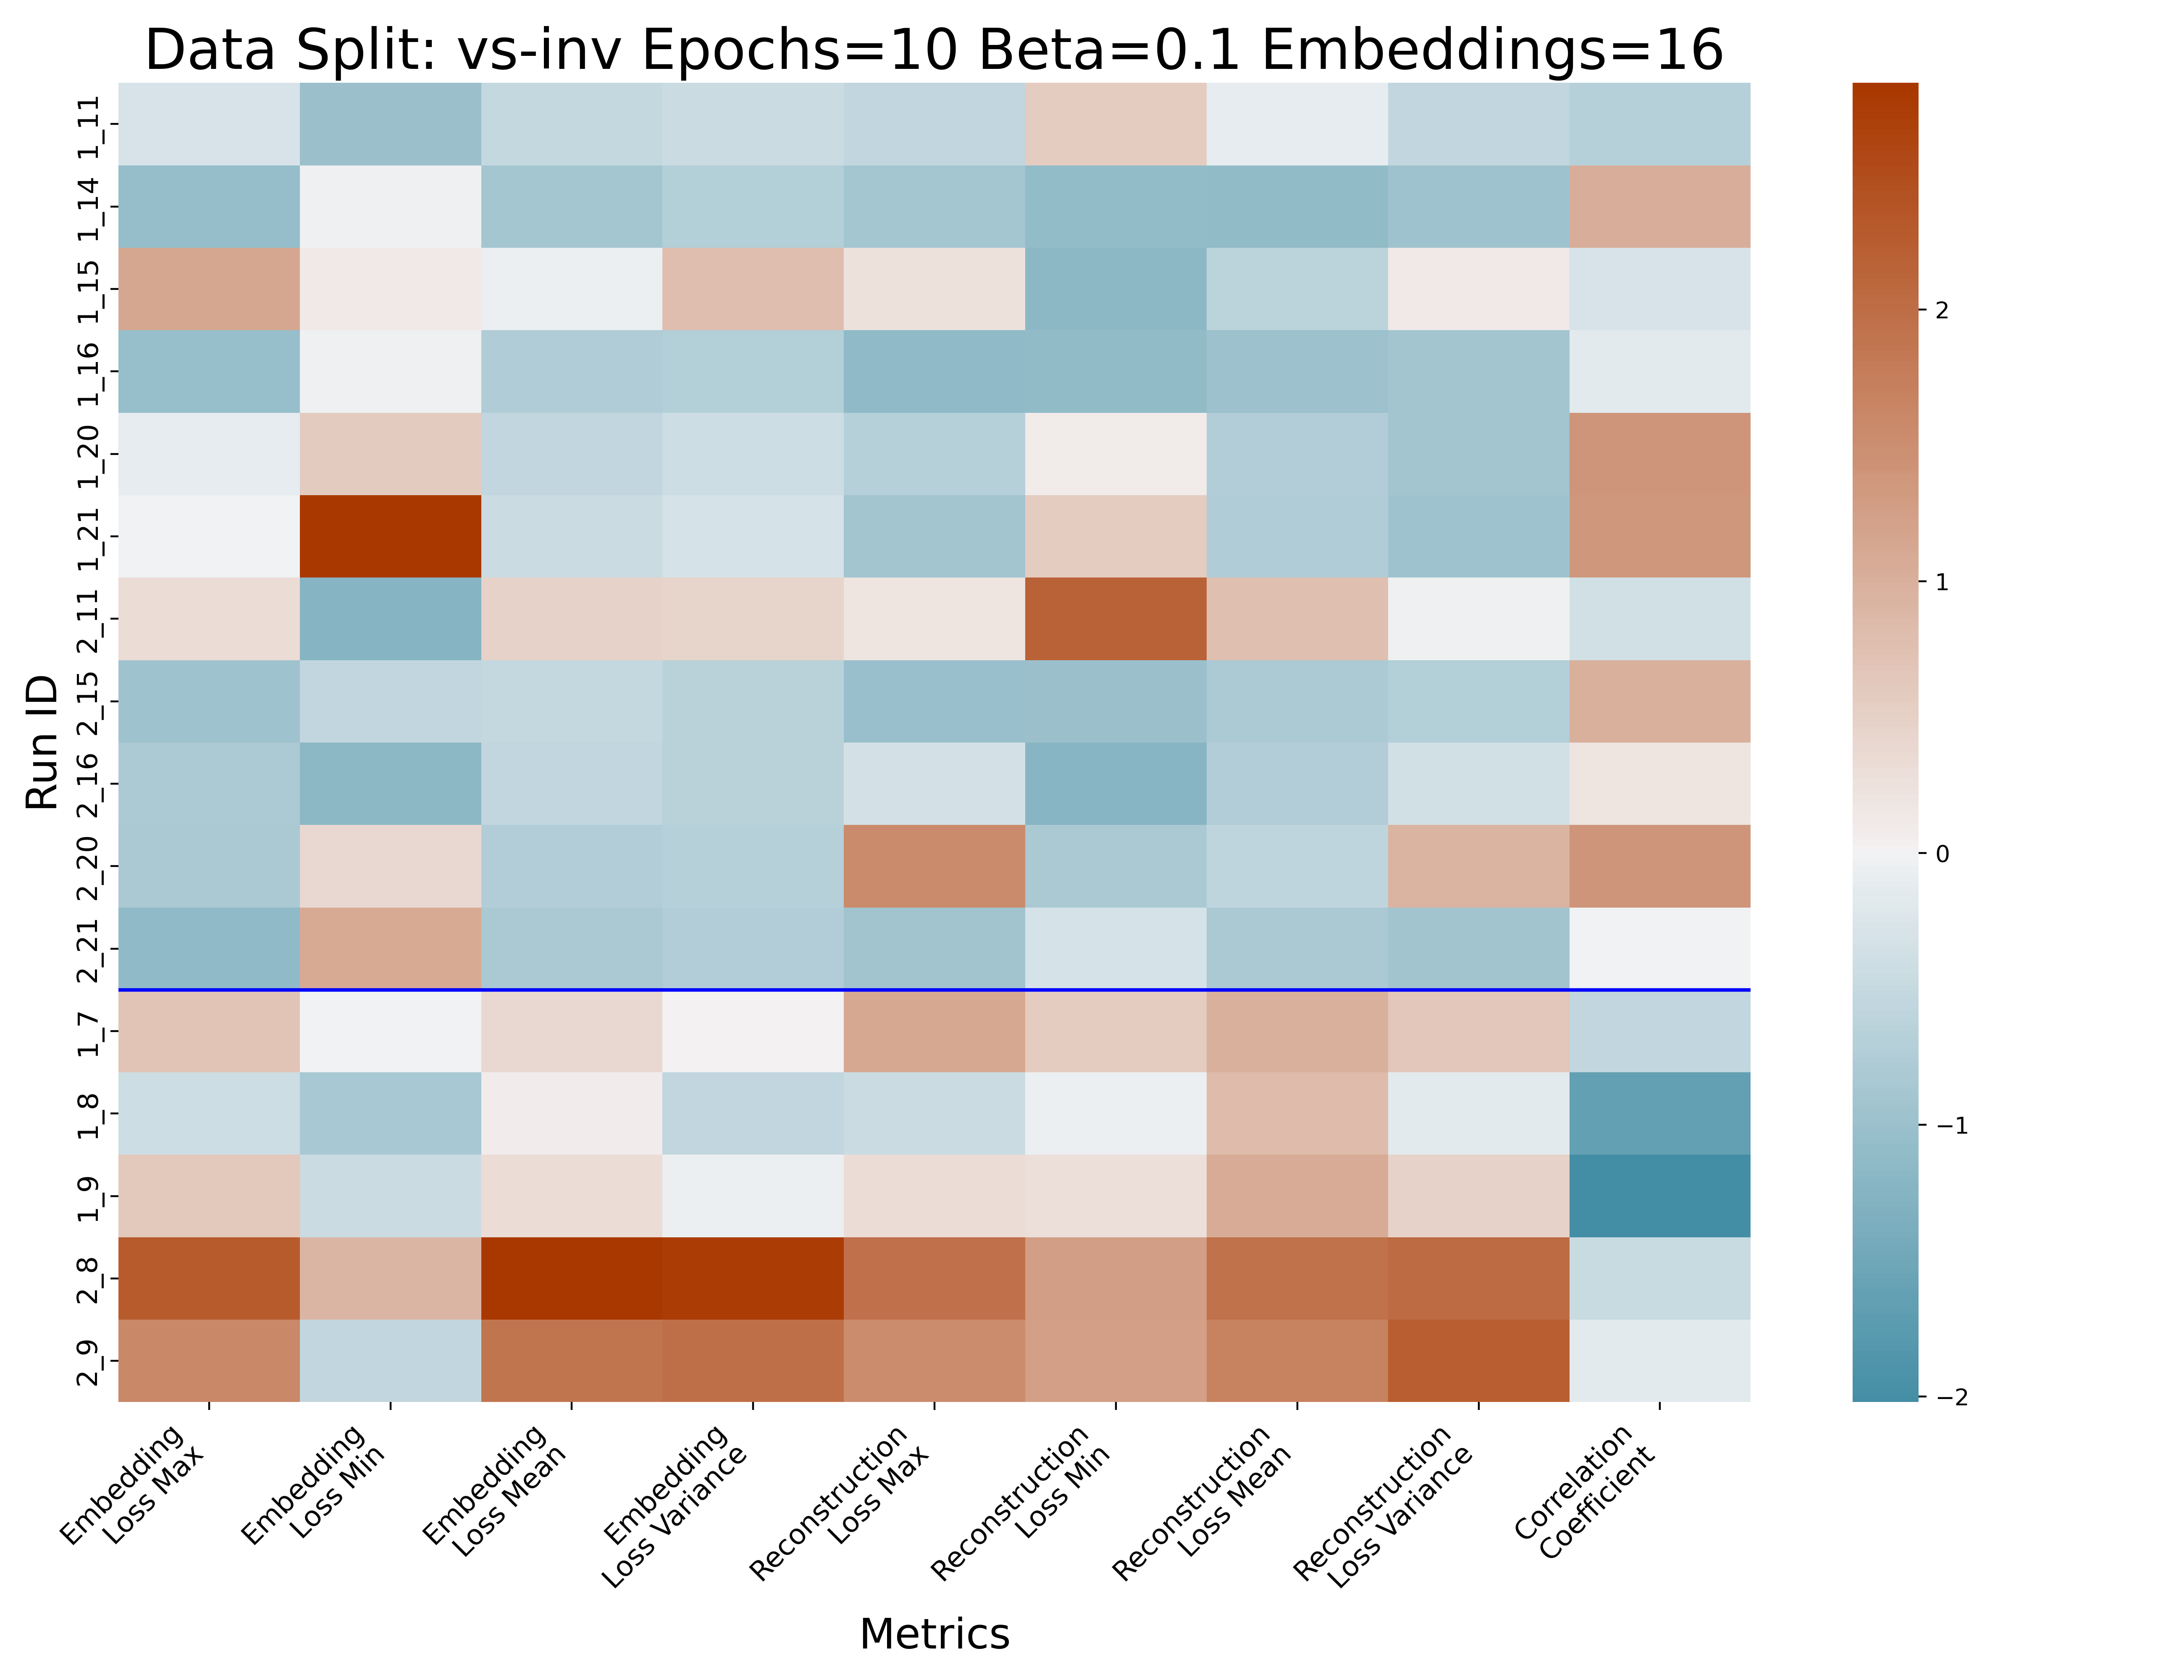 Data Split: vs-inv Epochs=10 Beta=0.1 Embeddings=16
Run ID
1_11
1_14
1_15
1_16
1_20
1_21
2_11
2_15
2_16
2_20
2_21
1_7
1_8
1_9
2_8
2_9
Embedding
Loss Max
Embedding
Loss Min
Embedding
Loss Mean
Embedding
Loss Variance
Reconstruction
Loss Max
Reconstruction
Loss Min
Reconstruction
Loss Mean
Reconstruction
Loss Variance
Correlation
Coefficient
Metrics
2
1
0
−1
−2